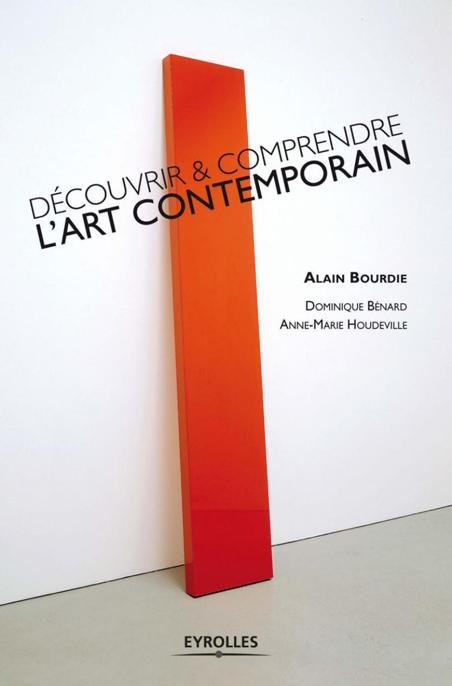 DÉCOUVRIR & COMPRENDRE
L'ART CONTEMPORAIN
ALAIN BOURDIE
DOMINIQUE BÉNARD
ANNE-MARIE HOUDEVILLE
EYROLLES